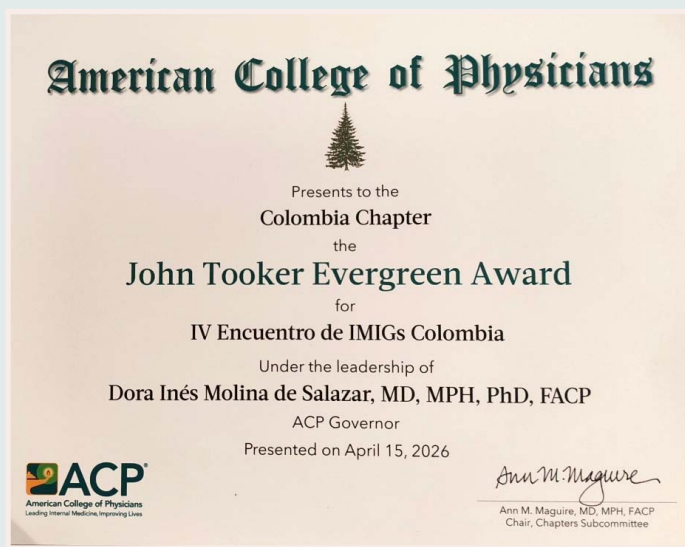 American College of Physicians
Presents to the
Colombia Chapter
the
John Tooker Evergreen Award
for
IV Encuentro de IMIGs Colombia
Under the leadership of
Dora Inés Molina de Salazar, MD, MPH, PhD, FACP
ACP Governor
Presented on April 15, 2026
ACP®
American College of Physicians
Leading Internal Medicine, Improving Lives
Ann M. Maguire
Ann M. Maguire, MD, MPH, FACP
Chair, Chapters Subcommittee